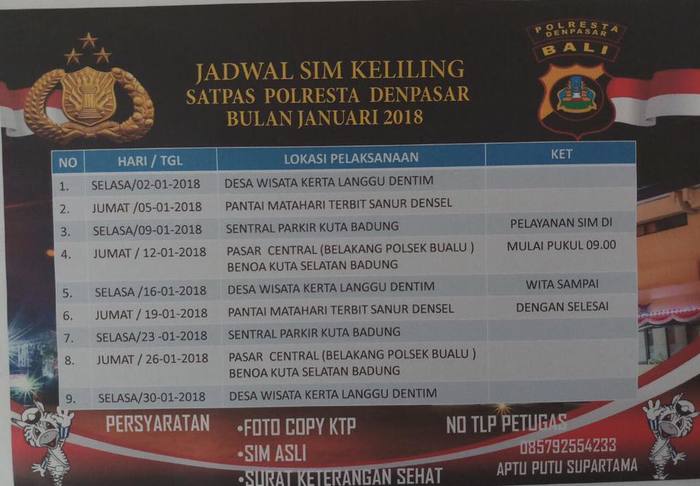 POLRESTA
DENPASAR
BALI
JADWAL SIM KELILING
SATPAS POLRESTA DENPASAR
BULAN JANUARI 2018
NO HARI / TGL LOKASI PELAKSANAAN KET
1. SELASA/02-01-2018 DESA WISATA KERTA LANGGU DENTIM
2. JUMAT /05-01-2018 PANTAI MATAHARI TERBIT SANUR DENSEL
3. SELASA/09-01-2018 SENTRAL PARKIR KUTA BADUNG PELAYANAN SIM DI
4. JUMAT / 12-01-2018 PASAR CENTRAL (BELAKANG POLSEK BUALU ) MULAI PUKUL 09.00
BENOA KUTA SELATAN BADUNG
5. SELASA /16-01-2018 DESA WISATA KERTA LANGGU DENTIM WITA SAMPAI
6. JUMAT / 19-01-2018 PANTAI MATAHARI TERBIT SANUR DENSEL DENGAN SELESAI
7. SELASA/23 -01-2018 SENTRAL PARKIR KUTA BADUNG
8. JUMAT / 26-01-2018 PASAR CENTRAL (BELAKANG POLSEK BUALU )
BENOA KUTA SELATAN BADUNG
9. SELASA/30-01-2018 DESA WISATA KERTA LANGGU DENTIM
PERSYARATAN •FOTO COPY KTP NO TLP PETUGAS
•SIM ASLI 085792554233
•SURAT KETERANGAN SEHAT APTU PUTU SUPARTAMA